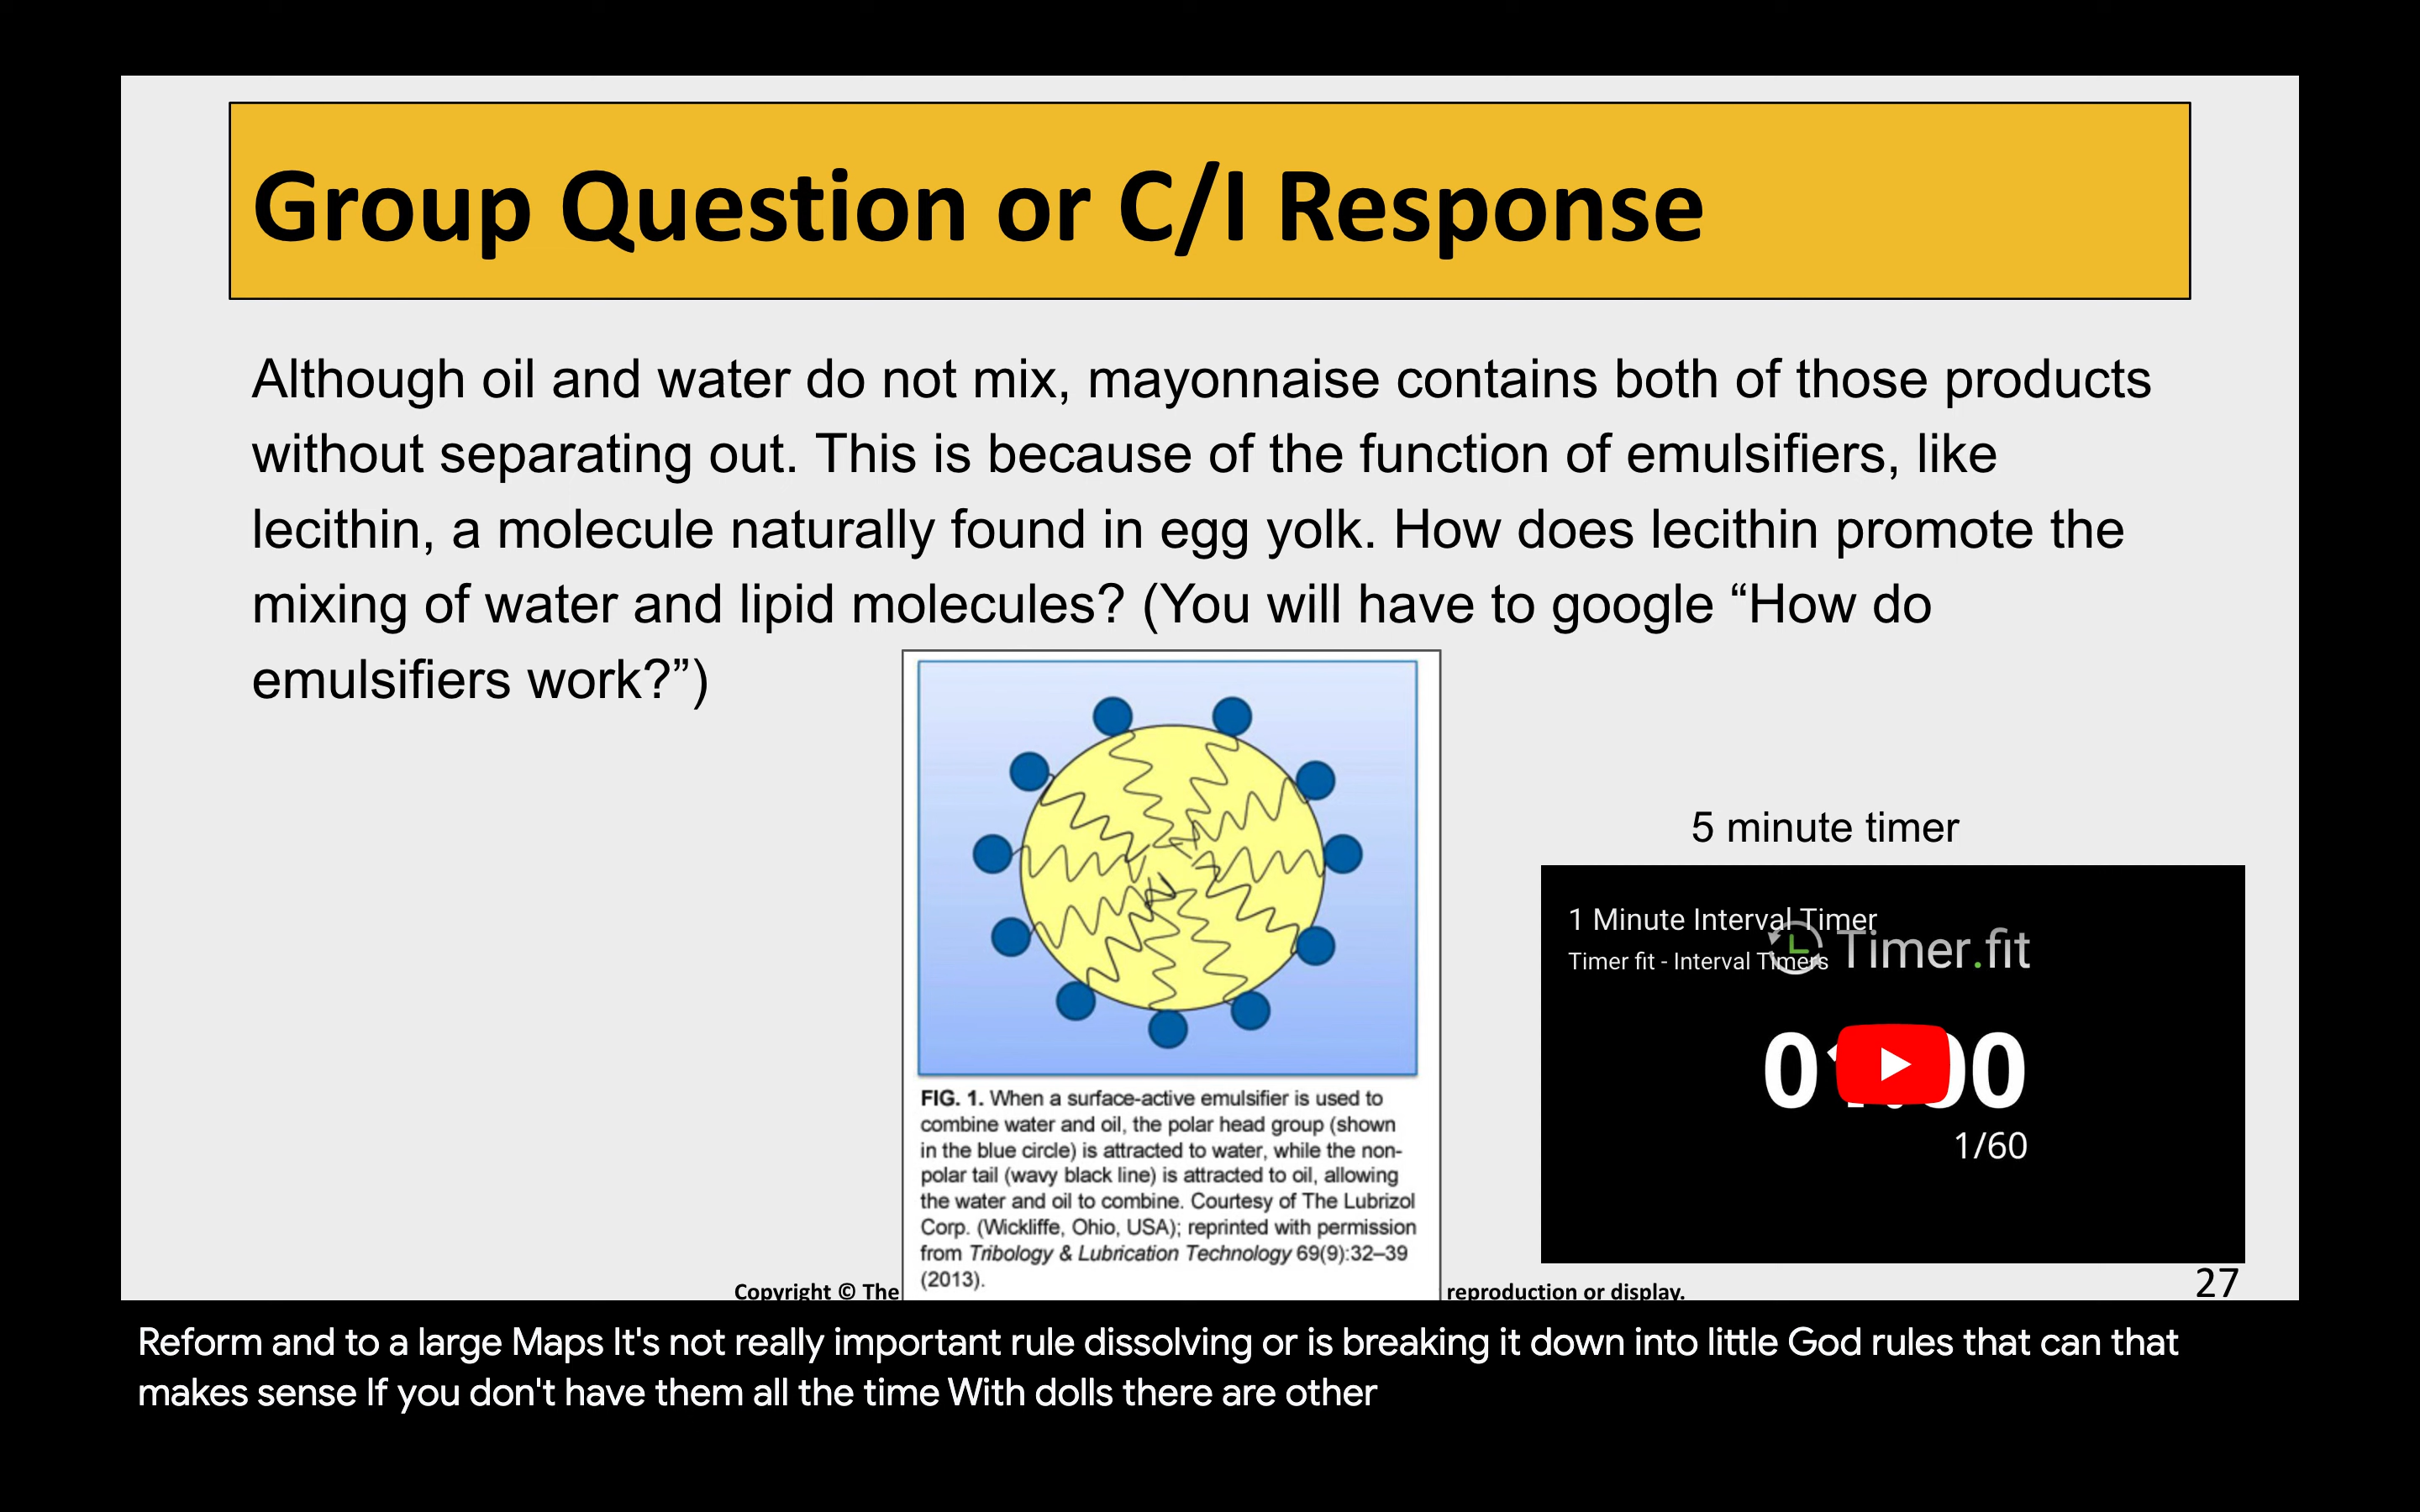 Group Question or C/I Response
Although oil and water do not mix, mayonnaise contains both of those products
without separating out. This is because of the function of emulsifiers, like
lecithin, a molecule naturally found in egg yolk. How does lecithin promote the
mixing of water and lipid molecules? (You will have to google “How do
emulsifiers work?”)
FIG. 1. When a surface-active emulsifier is used to
combine water and oil, the polar head group (shown
in the blue circle) is attracted to water, while the non-
polar tail (wavy black line) is attracted to oil, allowing
the water and oil to combine. Courtesy of The Lubrizol
Corp. (Wickliffe, Ohio, USA); reprinted with permission
from Tribology & Lubrication Technology 69(9):32–39
(2013).
5 minute timer
1 Minute Interval Timer
Timer fit - Interval Timers
Timer.fit
1/60
Copyright © The reproduction or display.
27
Reform and to a large Maps It's not really important rule dissolving or is breaking it down into little God rules that can that
makes sense If you don't have them all the time With dolls there are other